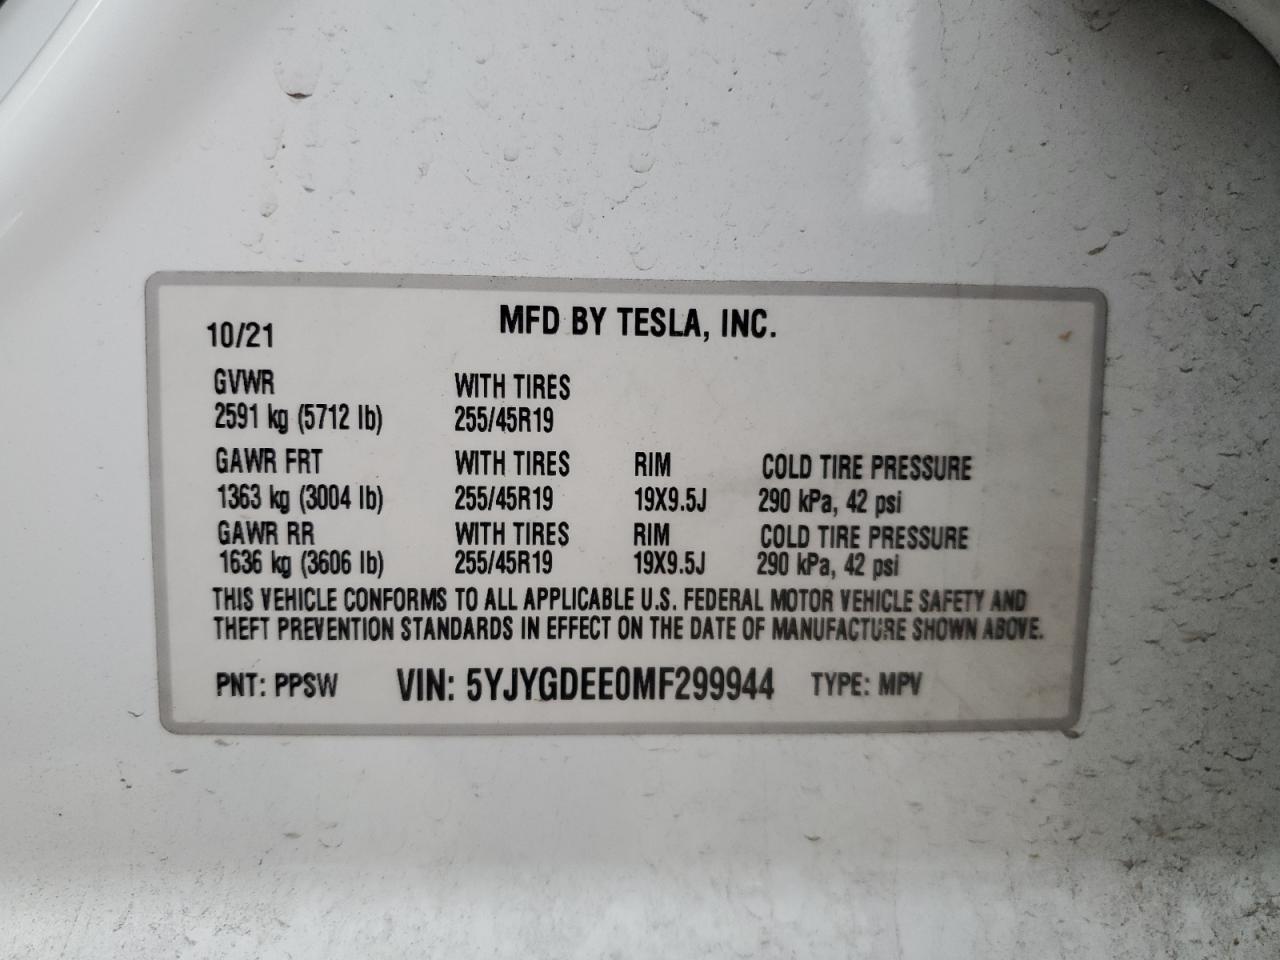 MFD BY TESLA, INC.
10/21
GVWR WITH TIRES
2591 kg (5712 lb) 255/45R19
GAWR FRT WITH TIRES RIM COLD TIRE PRESSURE
1363 kg (3004 lb) 255/45R19 19X9.5J 290 kPa, 42 psi
GAWR RR WITH TIRES RIM COLD TIRE PRESSURE
1636 kg (3606 lb) 255/45R19 19X9.5J 290 kPa, 42 psi
THIS VEHICLE CONFORMS TO ALL APPLICABLE U.S. FEDERAL MOTOR VEHICLE SAFETY AND
THEFT PREVENTION STANDARDS IN EFFECT ON THE DATE OF MANUFACTURE SHOWN ABOVE.
PNT: PPSW VIN: 5YJYGDEE0MF299944 TYPE: MPV